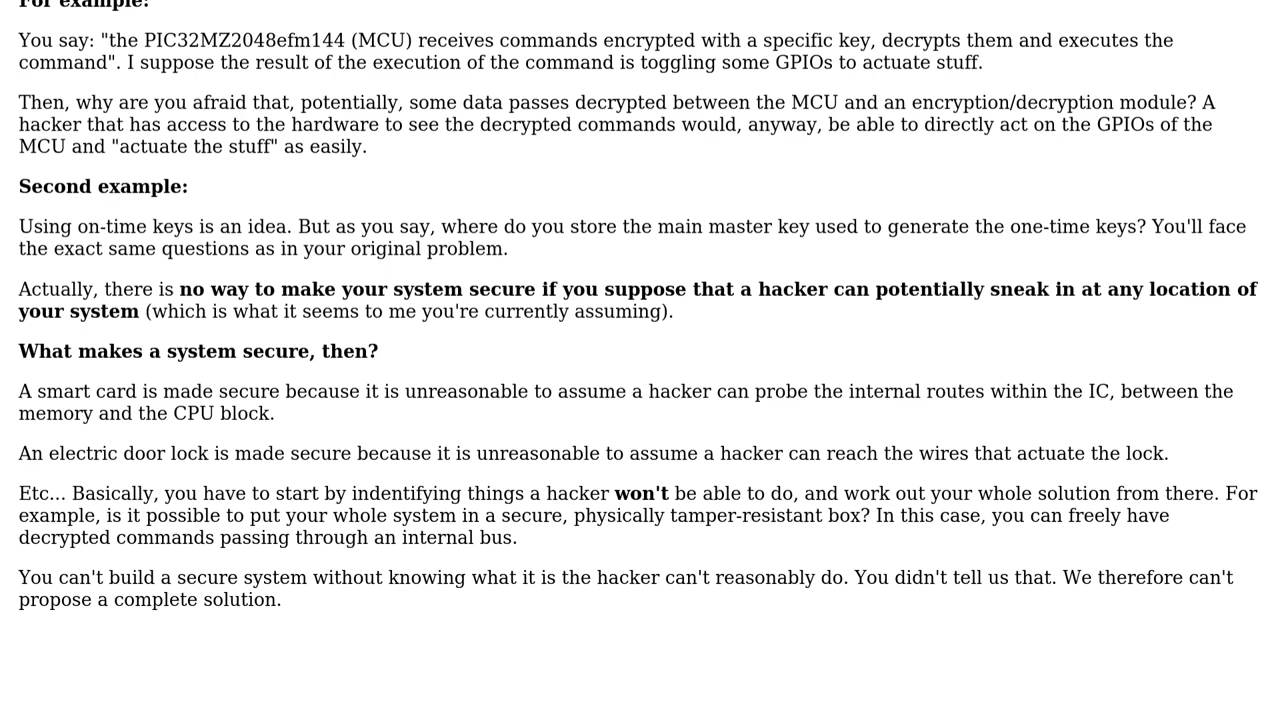 For example:
You say: "the PIC32MZ2048efm144 (MCU) receives commands encrypted with a specific key, decrypts them and executes the
command". I suppose the result of the execution of the command is toggling some GPIOs to actuate stuff.
Then, why are you afraid that, potentially, some data passes decrypted between the MCU and an encryption/decryption module? A
hacker that has access to the hardware to see the decrypted commands would, anyway, be able to directly act on the GPIOs of the
MCU and "actuate the stuff" as easily.
Second example:
Using on-time keys is an idea. But as you say, where do you store the main master key used to generate the one-time keys? You'll face
the exact same questions as in your original problem.
Actually, there is no way to make your system secure if you suppose that a hacker can potentially sneak in at any location of
your system (which is what it seems to me you're currently assuming).
What makes a system secure, then?
A smart card is made secure because it is unreasonable to assume a hacker can probe the internal routes within the IC, between the
memory and the CPU block.
An electric door lock is made secure because it is unreasonable to assume a hacker can reach the wires that actuate the lock.
Etc... Basically, you have to start by indentifying things a hacker won't be able to do, and work out your whole solution from there. For
example, is it possible to put your whole system in a secure, physically tamper-resistant box? In this case, you can freely have
decrypted commands passing through an internal bus.
You can't build a secure system without knowing what it is the hacker can't reasonably do. You didn't tell us that. We therefore can't
propose a complete solution.